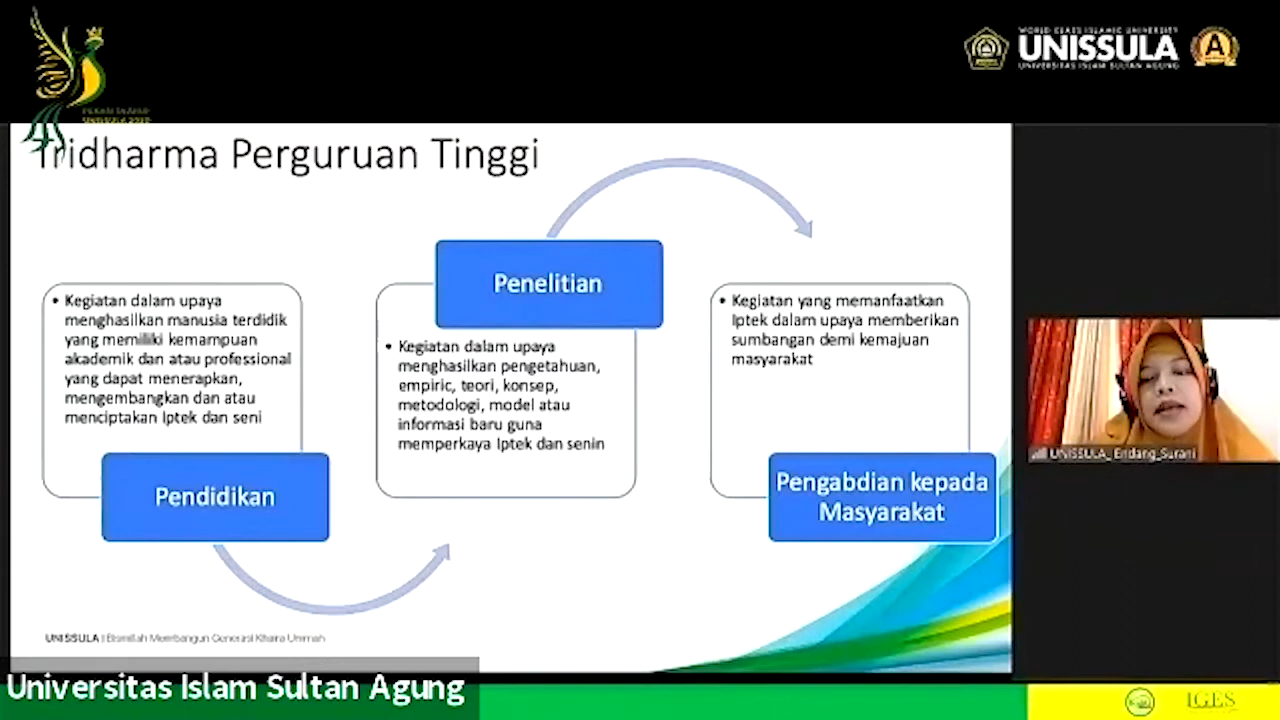 WORLD CLASS ISLAMIC UNIVERSITY
UNISSULA
UNIVERSITAS ISLAM SULTAN AGUNG
A
Tridharma Perguruan Tinggi
• Kegiatan dalam upaya
menghasilkan manusia terdidik
yang memiliki kemampuan
akademik dan atau professional
yang dapat menerapkan,
mengembangkan dan atau
menciptakan Iptek dan seni
Pendidikan
Penelitian
• Kegiatan dalam upaya
menghasilkan pengetahuan,
empiric, teori, konsep,
metodologi, model atau
informasi baru guna
memperkaya Iptek dan senin
• Kegiatan yang memanfaatkan
Iptek dalam upaya memberikan
sumbangan demi kemajuan
masyarakat
Pengabdian kepada
Masyarakat
UNISSULA_ Endang_Surani
UNISSULA | Bismillah Membangun Generasi Khaira Ummah
Universitas Islam Sultan Agung
IGES